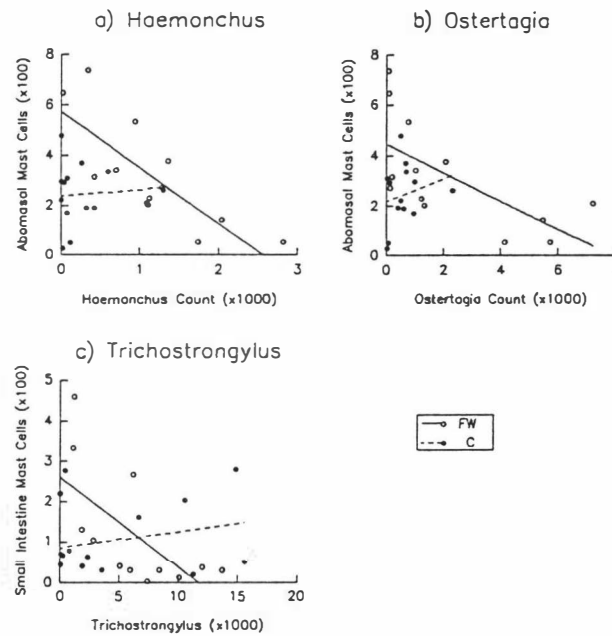 a) Haemonchus
b) Ostertagia
Abomasal Mast Cells (x100)
8
6
4
2
0
0 1 2 3
Haemonchus Count (x1000)
Abomasal Mast Cells (x100)
8
6
4
2
0
0 2 4 6
Ostertagia Count (x1000)
c) Trichostrongylus
Small Intestine Mast Cells (x100)
5
4
3
2
1
0
0 5 10 15 20
Trichostrongylus (x1000)
FW
C